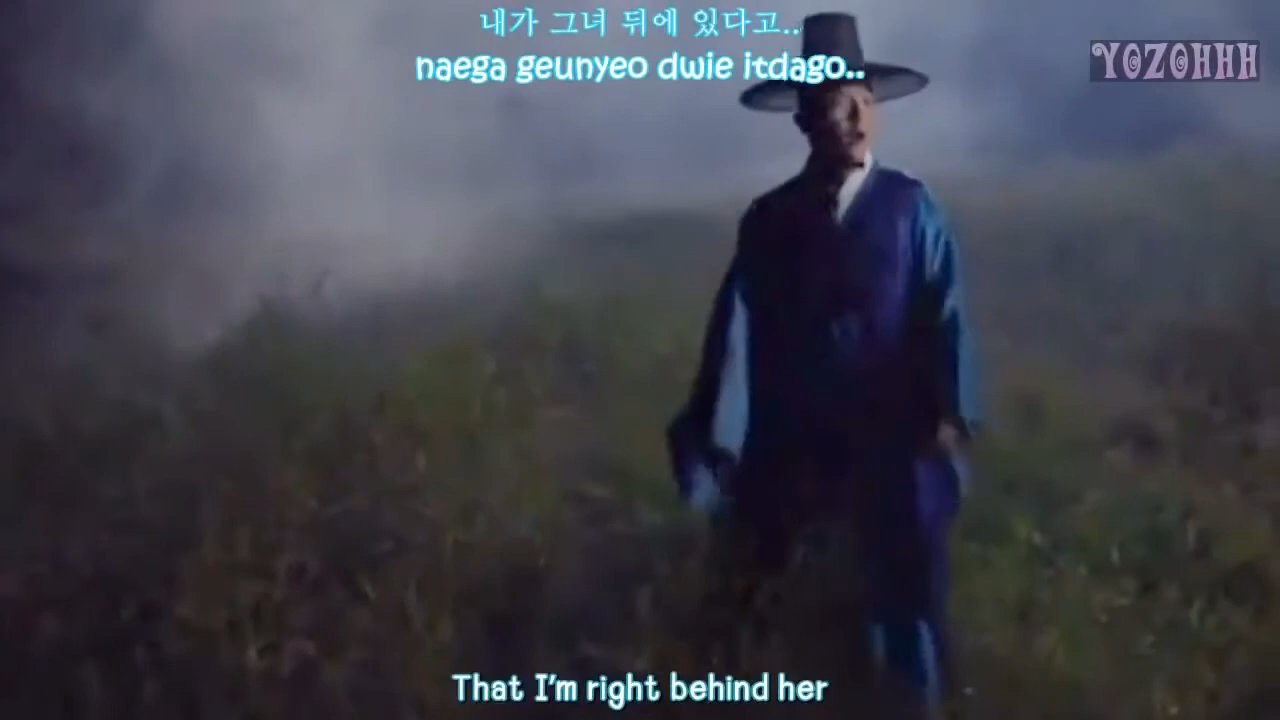 내가 그녀 뒤에 있다고..
naega geunyeo dwie itdago..
YOZOHHH
That I'm right behind her